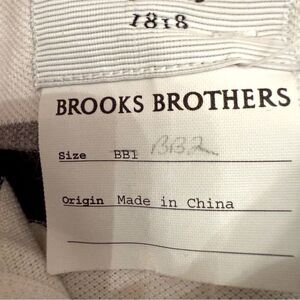 1818
BROOKS BROTHERS
Size BB1 BB2
Origin Made in China